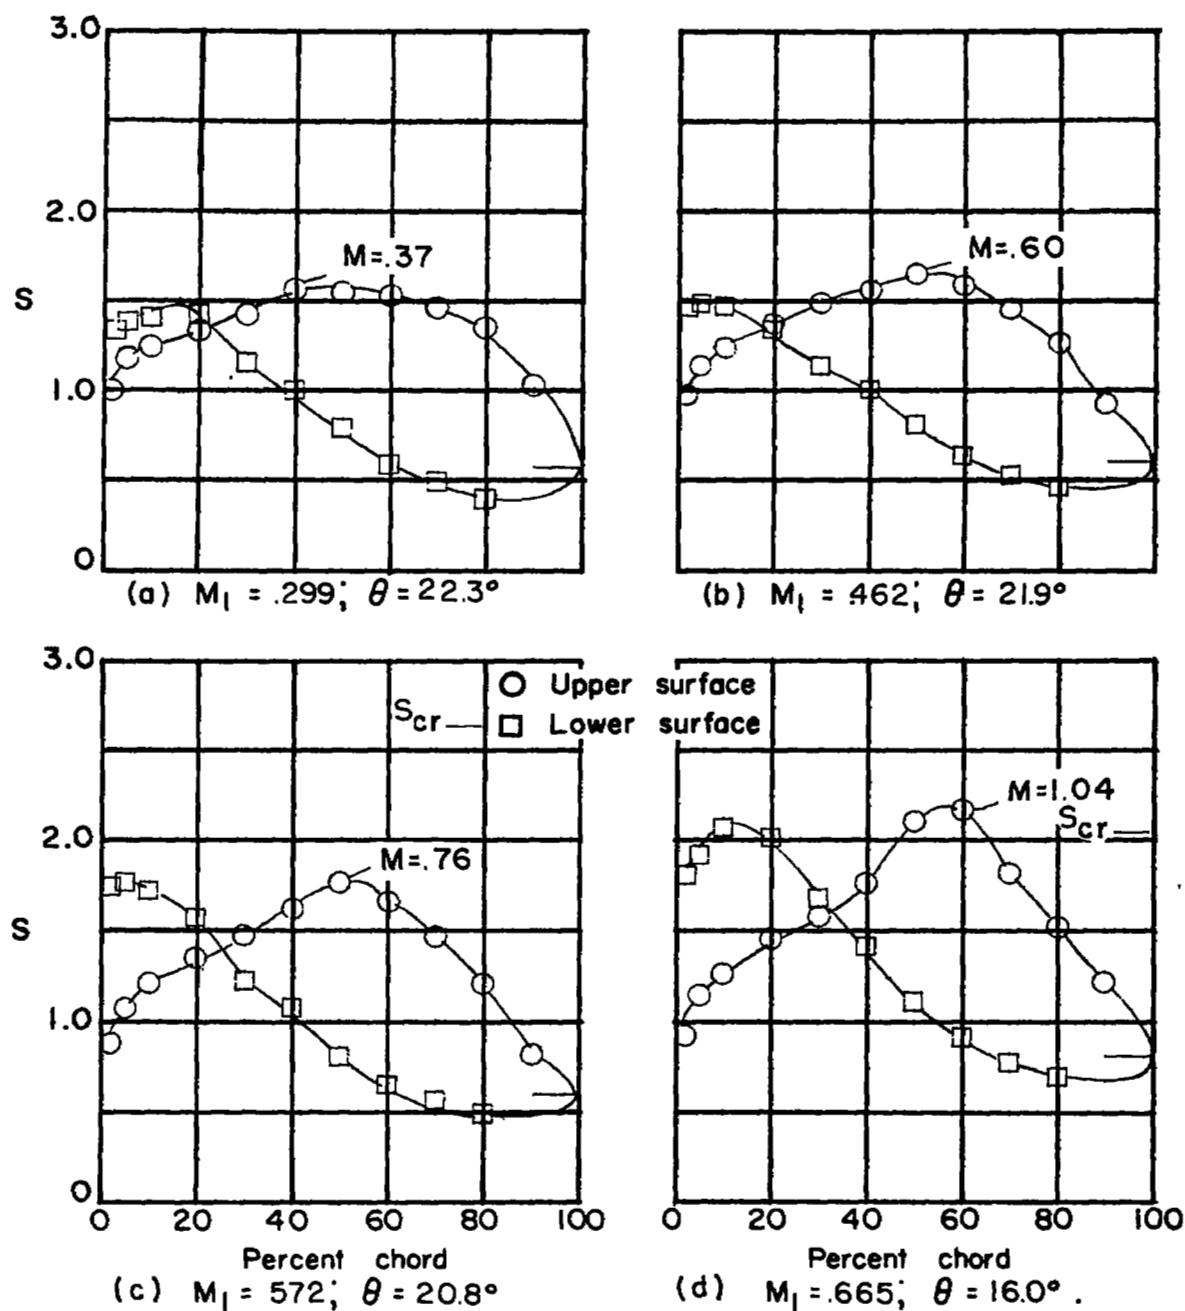 3.0
2.0
S
1.0
0
M=.37
M=.60
(a) M₁ = .299; θ = 22.3°
(b) M₁ = .462; θ = 21.9°
3.0
2.0
S
1.0
0
Upper surface
Scr
Lower surface
M=.76
M=1.04
Scr
0 20 40 60 80 100
0 20 40 60 80 100
Percent chord
Percent chord
(c) M₁ = 572; θ = 20.8°
(d) M₁ = .665; θ = 16.0° .